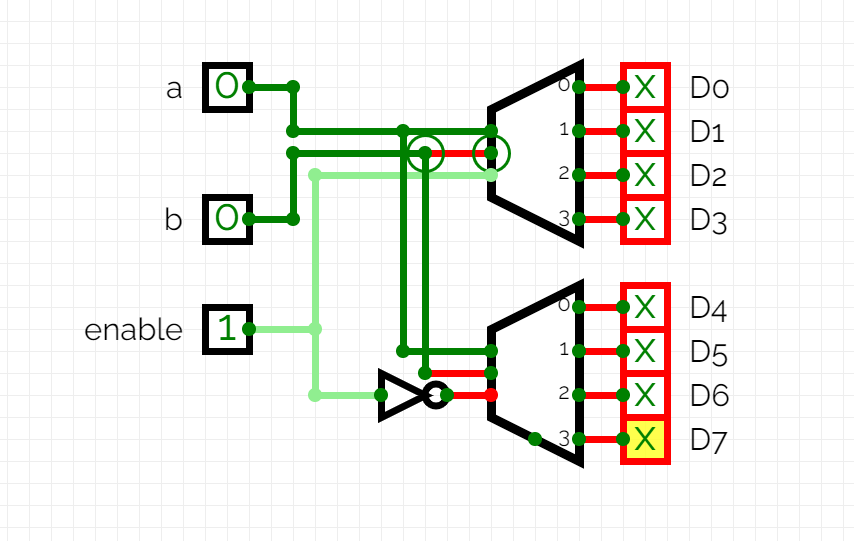 a 0
0 X D0
1 X D1
2 X D2
b 0
3 X D3
0 X D4
enable 1
1 X D5
2 X D6
3 X D7